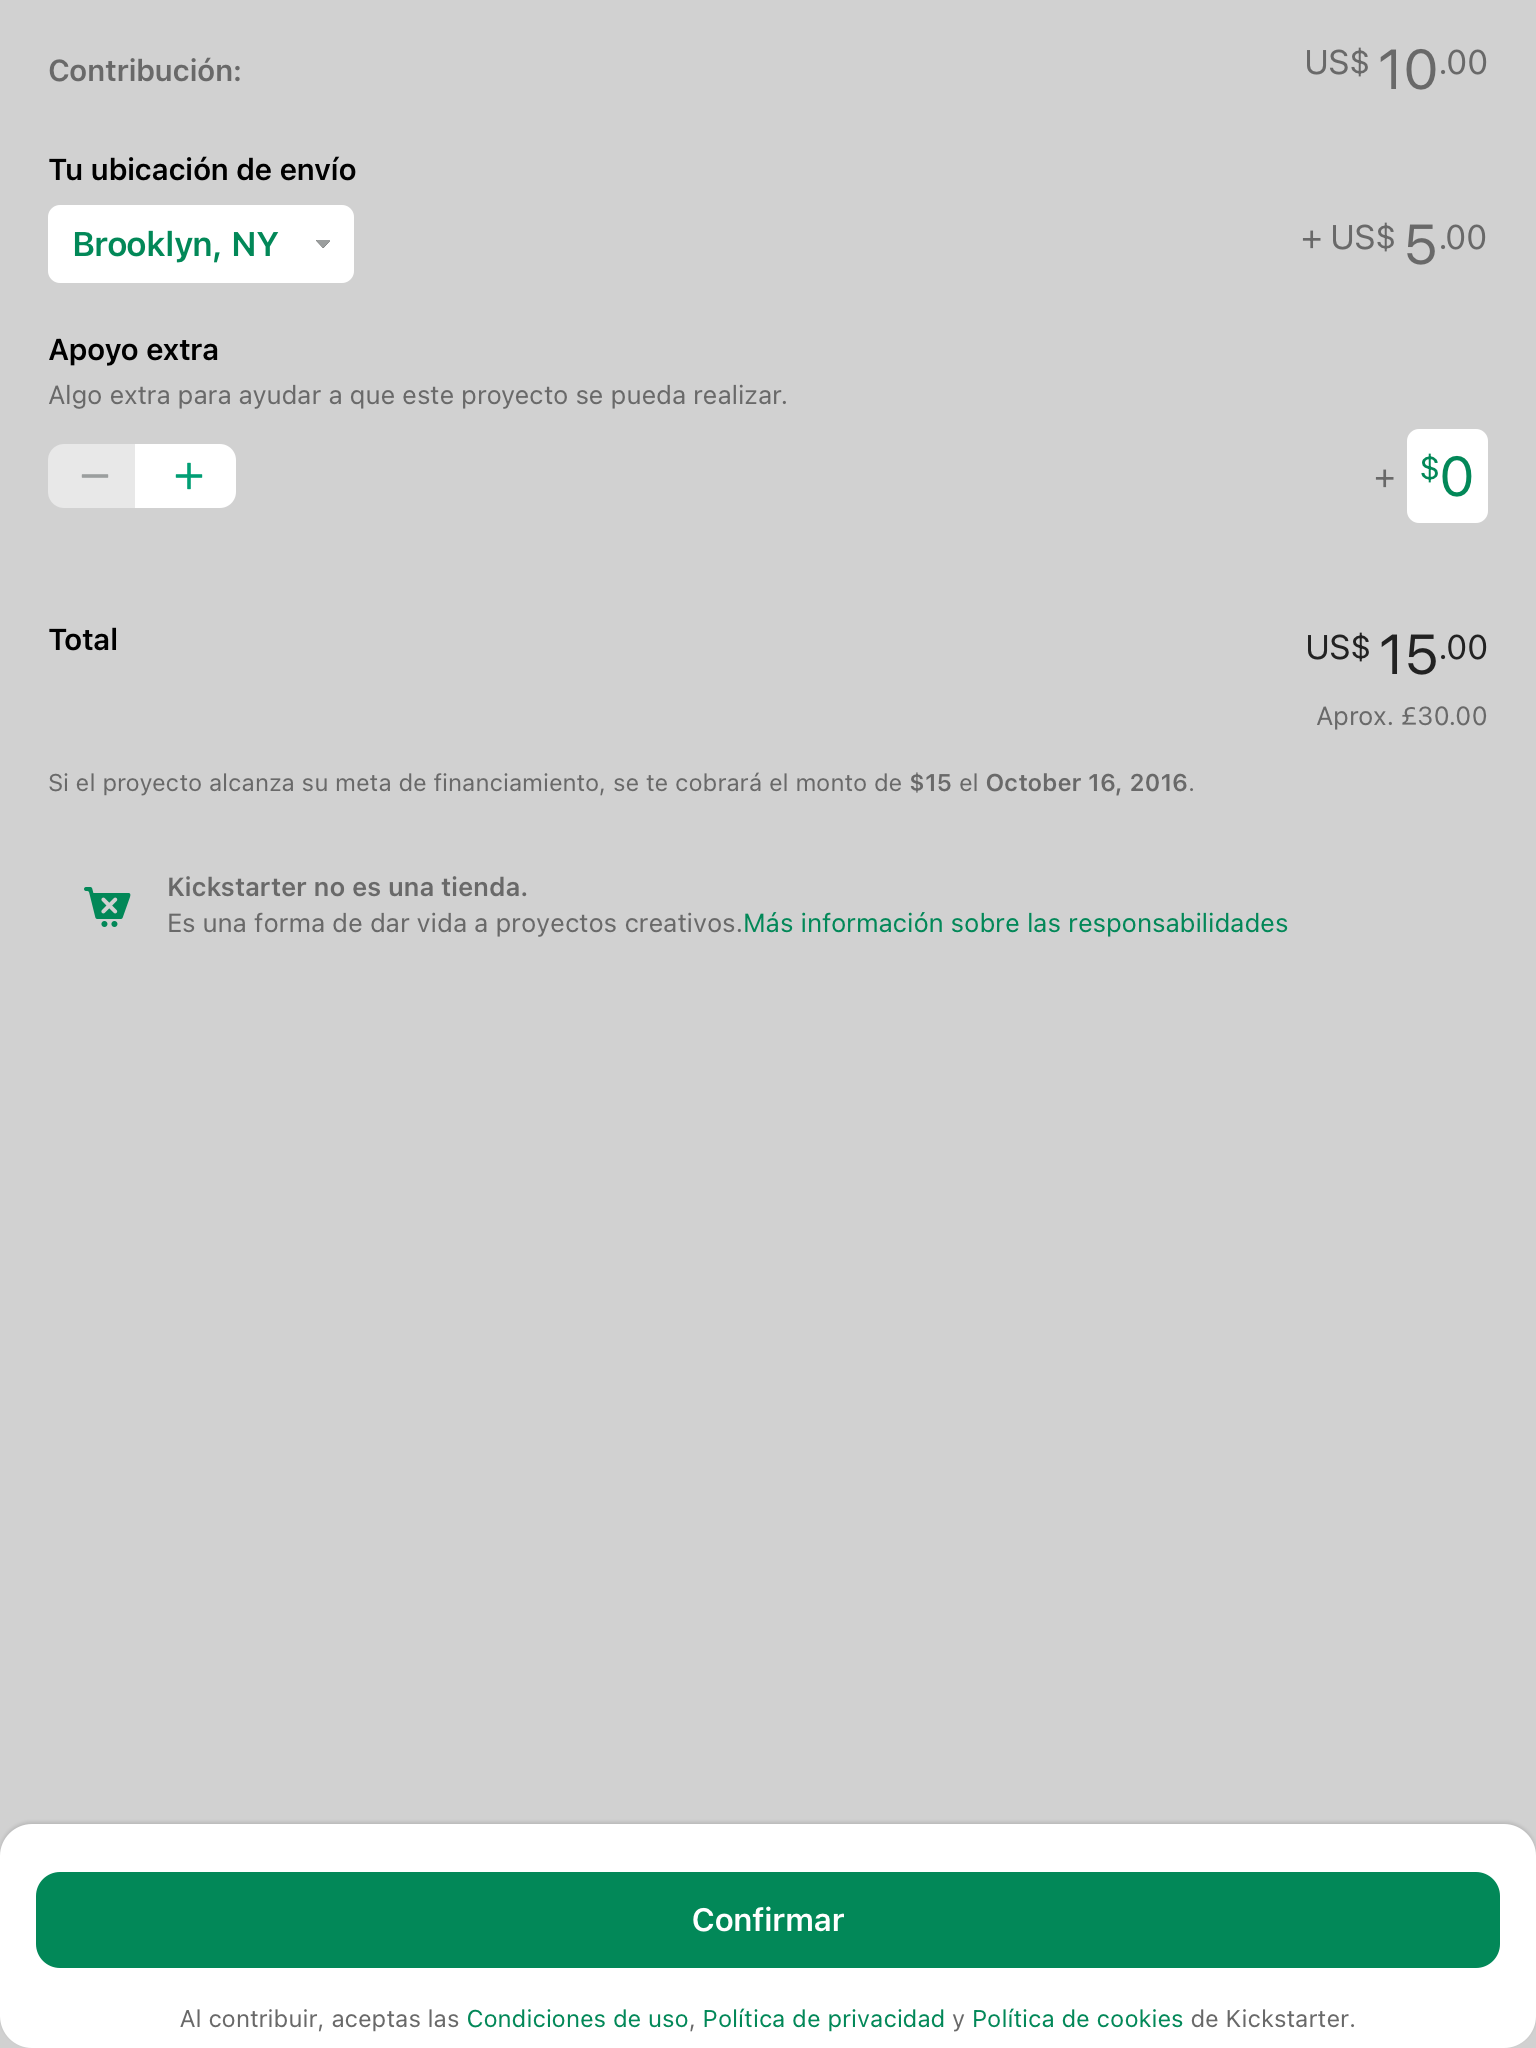 Contribución:
US$ 10.00
Tu ubicación de envío
Brooklyn, NY
+ US$ 5.00
Apoyo extra
Algo extra para ayudar a que este proyecto se pueda realizar.
+ $0
Total
US$ 15.00
Aprox. £30.00
Si el proyecto alcanza su meta de financiamiento, se te cobrará el monto de $15 el October 16, 2016.
Kickstarter no es una tienda.
Es una forma de dar vida a proyectos creativos.Más información sobre las responsabilidades
Confirmar
Al contribuir, aceptas las Condiciones de uso, Política de privacidad y Política de cookies de Kickstarter.